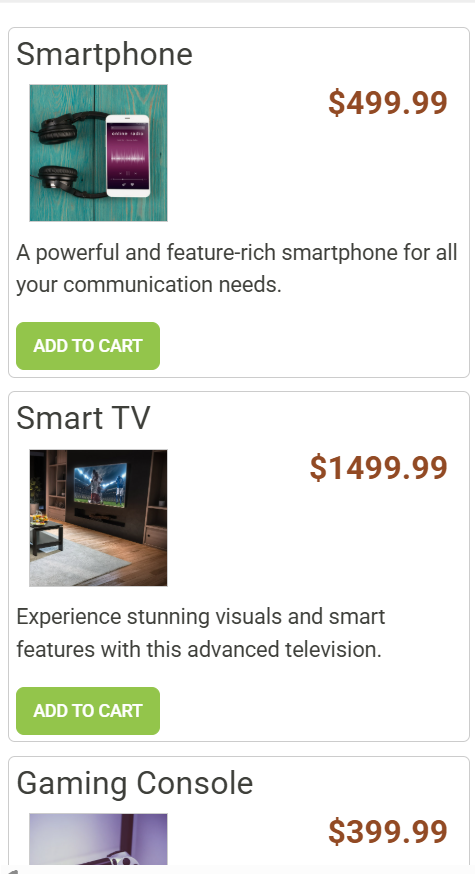 Smartphone
$499.99
online radio
A powerful and feature-rich smartphone for all
your communication needs.
ADD TO CART
Smart TV
$1499.99
Experience stunning visuals and smart
features with this advanced television.
ADD TO CART
Gaming Console
$399.99